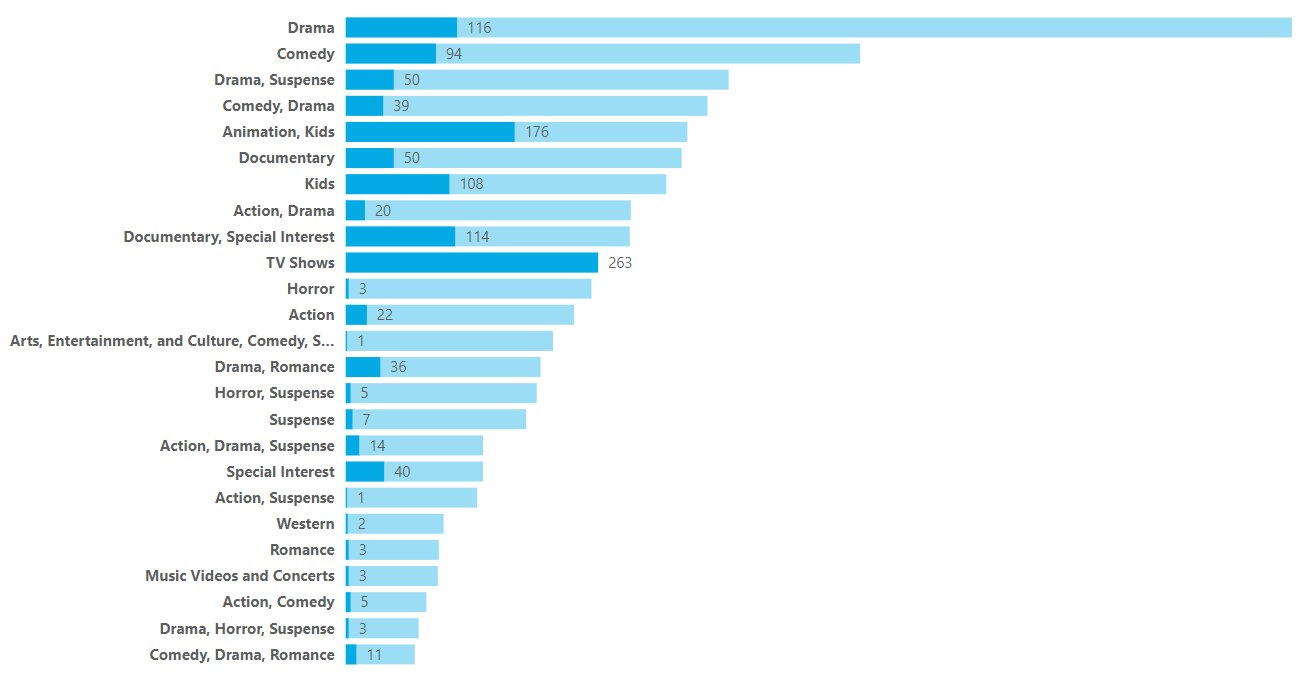 Drama 116
Comedy 94
Drama, Suspense 50
Comedy, Drama 39
Animation, Kids 176
Documentary 50
Kids 108
Action, Drama 20
Documentary, Special Interest 114
TV Shows 263
Horror 3
Action 22
Arts, Entertainment, and Culture, Comedy, S... 1
Drama, Romance 36
Horror, Suspense 5
Suspense 7
Action, Drama, Suspense 14
Special Interest 40
Action, Suspense 1
Western 2
Romance 3
Music Videos and Concerts 3
Action, Comedy 5
Drama, Horror, Suspense 3
Comedy, Drama, Romance 11